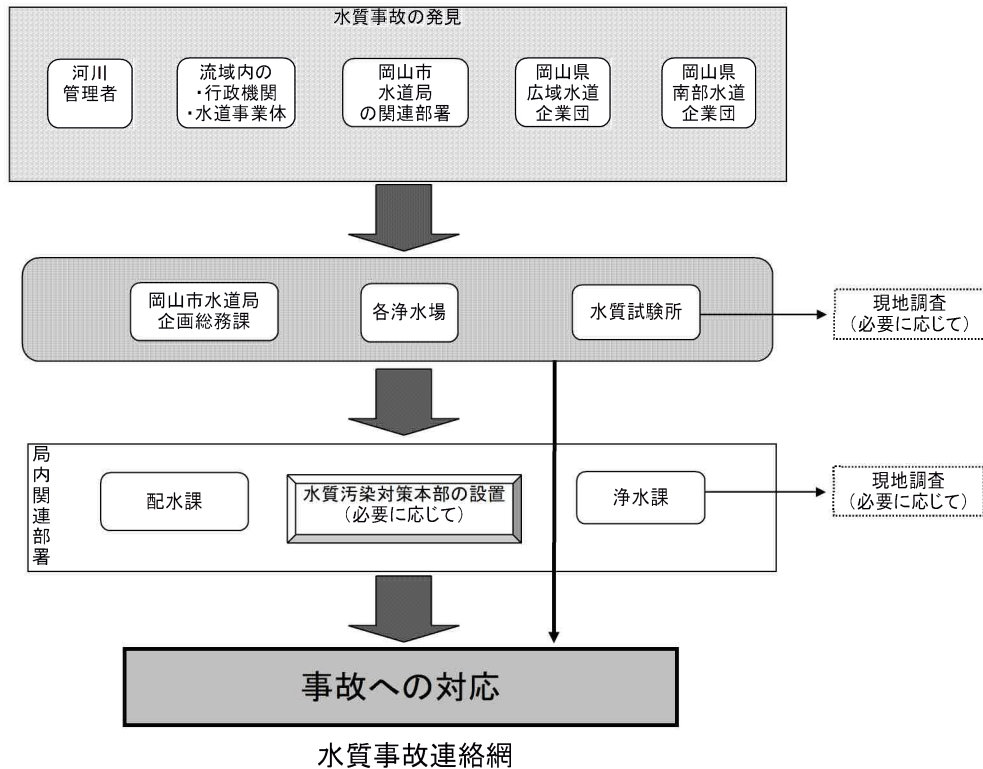 水質事故の発見
河川
管理者
流域内の
・行政機関
・水道事業体
岡山市
水道局
の関連部署
岡山県
広域水道
企業団
岡山県
南部水道
企業団
岡山市水道局
企画総務課
各浄水場
水質試験所
現地調査
（必要に応じて）
局内関連部署
配水課
水質汚染対策本部の設置
（必要に応じて）
浄水課
現地調査
（必要に応じて）
事故への対応
水質事故連絡網